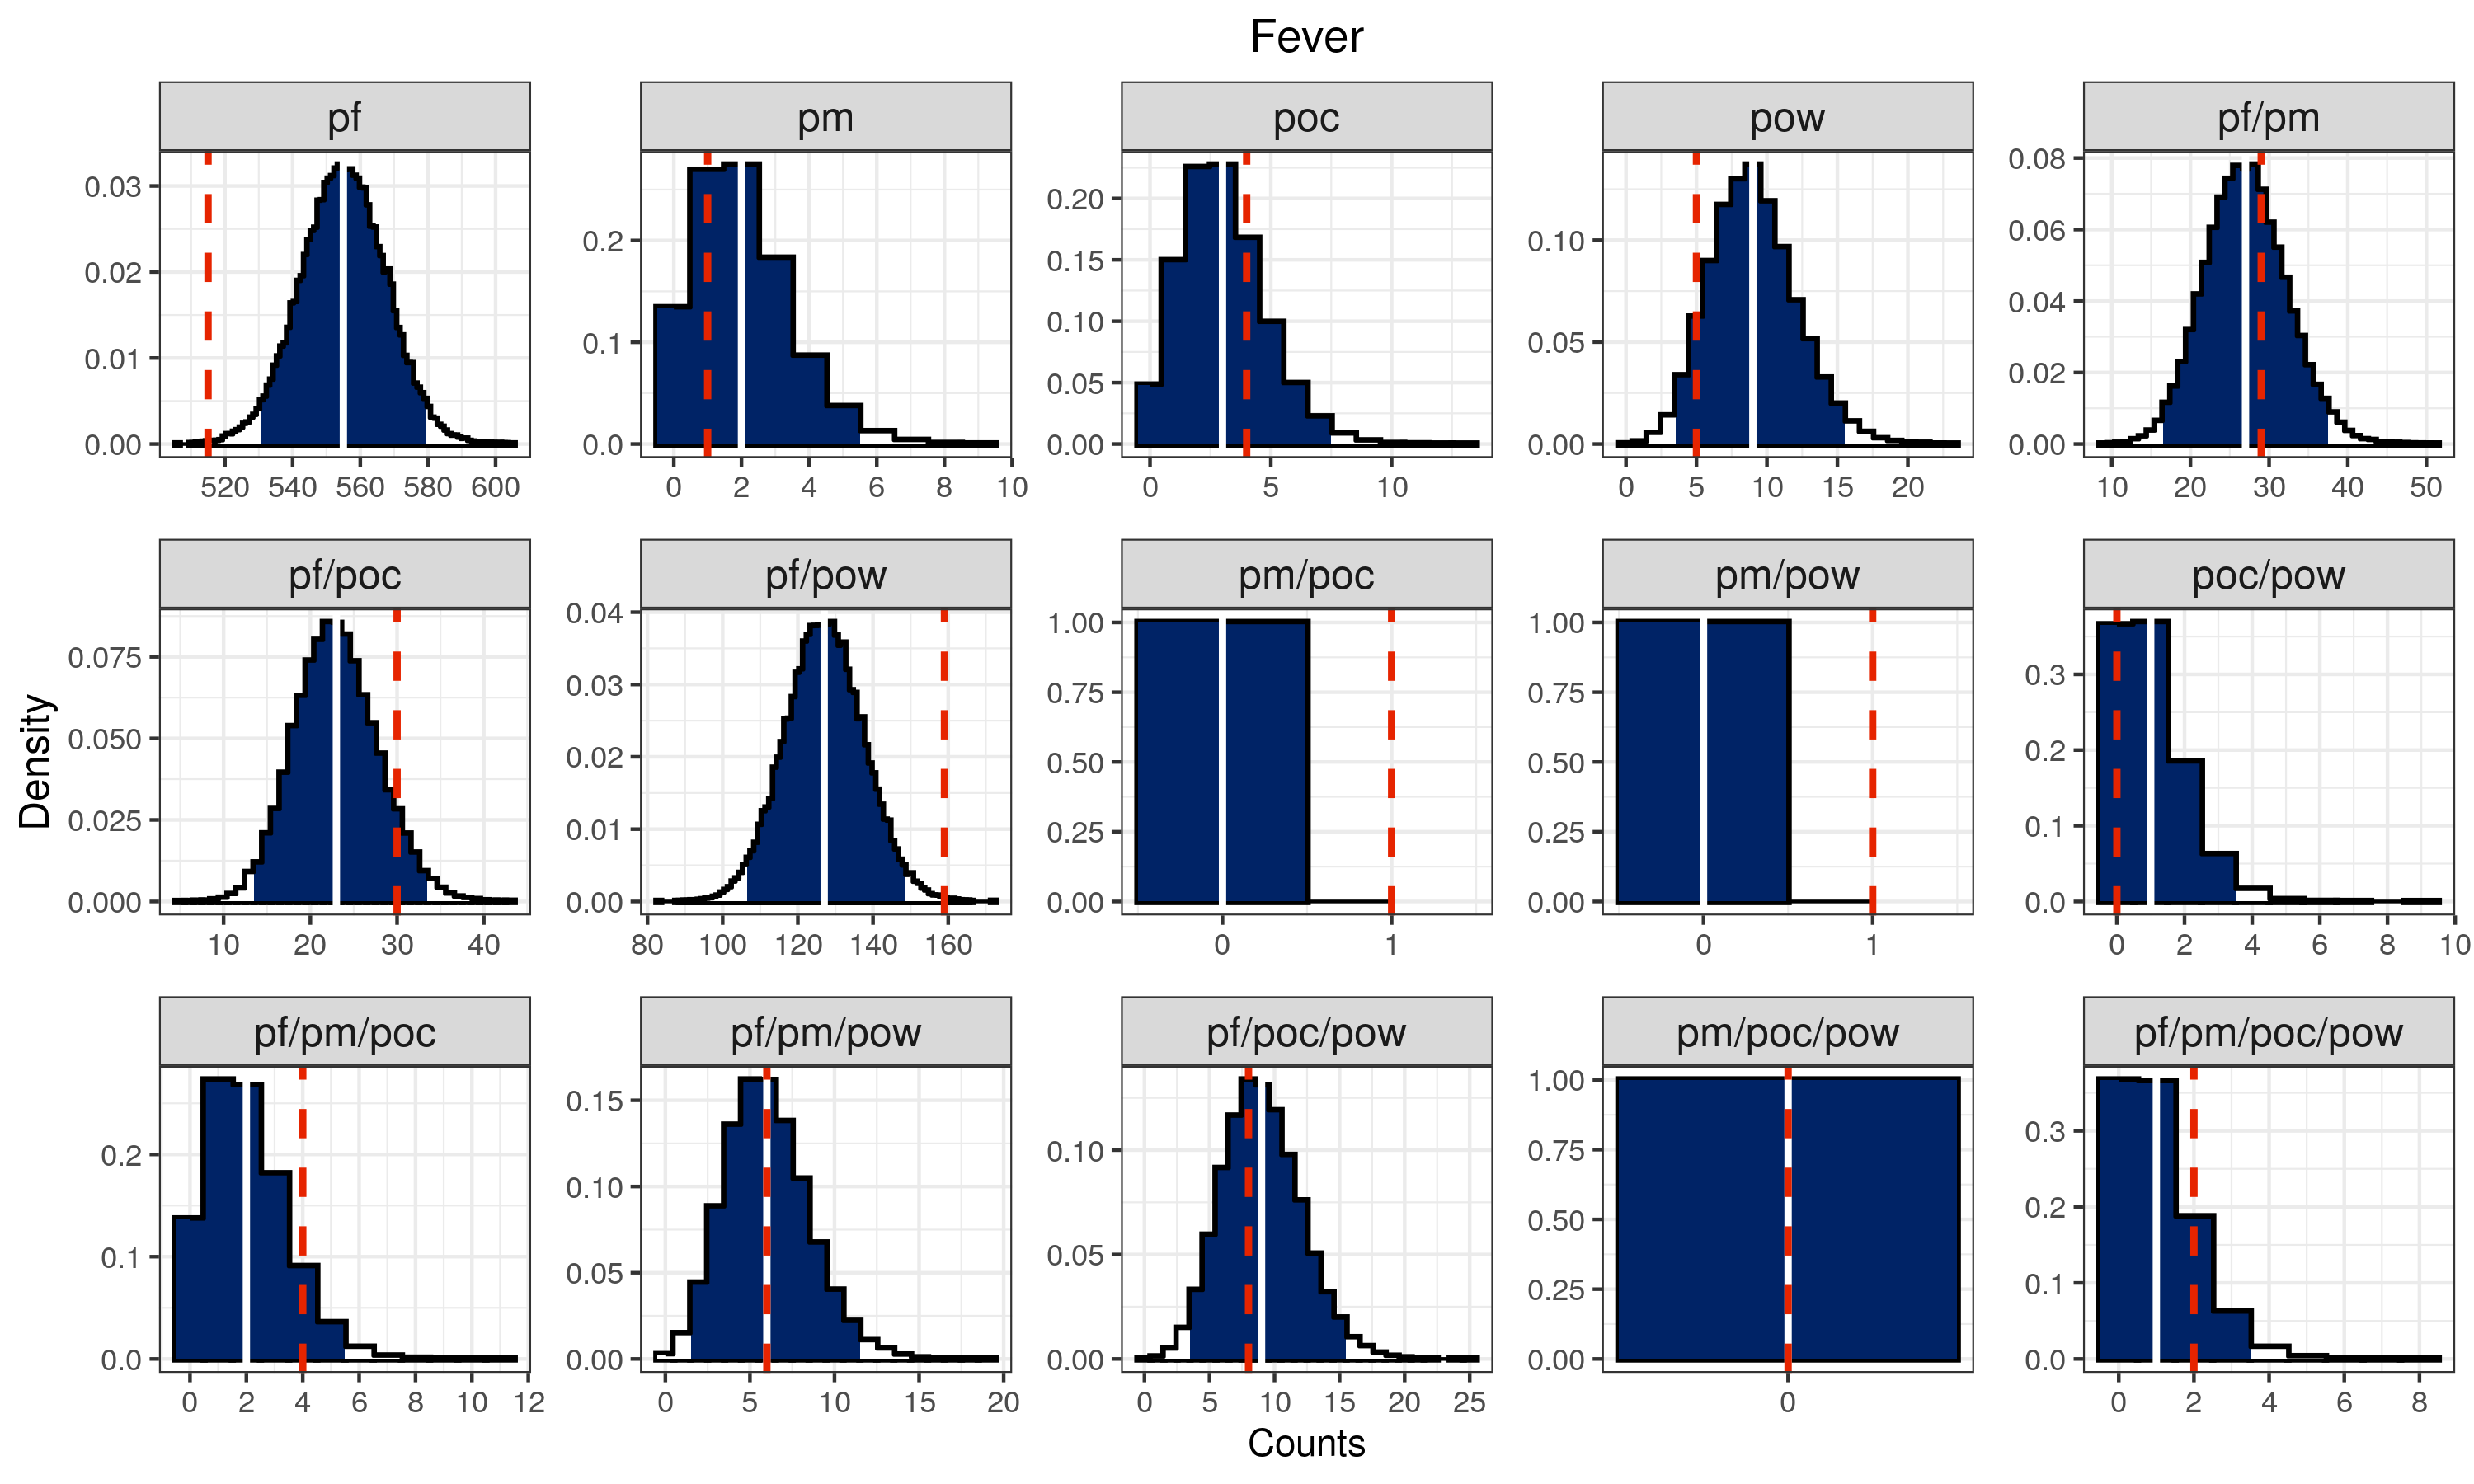 Fever
pf pm poc pow pf/pm
0.03 0.02 0.01 0.00
520 540 560 580 600
0.2 0.1 0.0
0 2 4 6 8 10
0.20 0.15 0.10 0.05 0.00
0 5 10
0.10 0.05 0.00
0 5 10 15 20
0.08 0.06 0.04 0.02 0.00
10 20 30 40 50
Density
pf/poc pf/pow pm/poc pm/pow poc/pow
0.075 0.050 0.025 0.000
10 20 30 40
0.04 0.03 0.02 0.01 0.00
80 100 120 140 160
1.00 0.75 0.50 0.25 0.00
0 1
1.00 0.75 0.50 0.25 0.00
0 1
0.3 0.2 0.1 0.0
0 2 4 6 8 10
pf/pm/poc pf/pm/pow pf/poc/pow pm/poc/pow pf/pm/poc/pow
0.2 0.1 0.0
0 2 4 6 8 10 12
0.15 0.10 0.05 0.00
0 5 10 15 20
0.10 0.05 0.00
0 5 10 15 20 25
1.00 0.75 0.50 0.25 0.00
0
0.3 0.2 0.1 0.0
0 2 4 6 8
Counts